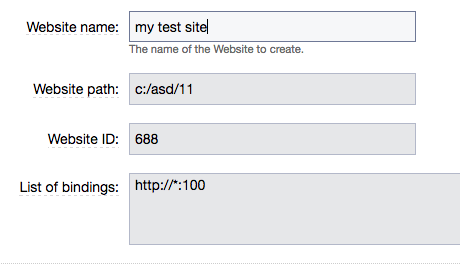 Website name: my test site
The name of the Website to create.
Website path: c:/asd/11
Website ID: 688
List of bindings: http://*:100